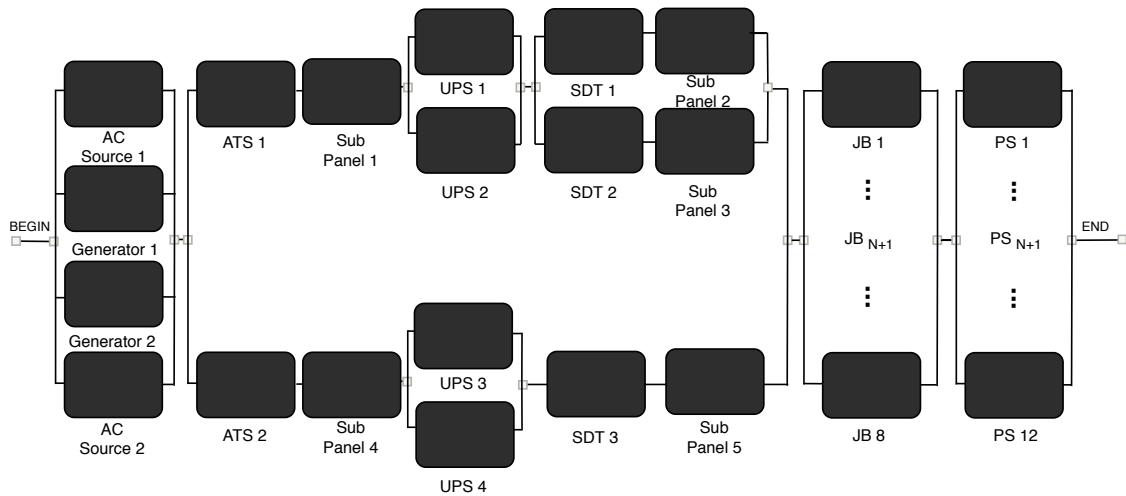 BEGIN
AC
Source 1
Generator 1
Generator 2
AC
Source 2
ATS 1
Sub
Panel 1
UPS 1
UPS 2
SDT 1
Sub
Panel 2
SDT 2
Sub
Panel 3
ATS 2
Sub
Panel 4
UPS 3
UPS 4
SDT 3
Sub
Panel 5
JB 1
JB N+1
JB 8
PS 1
PS N+1
PS 12
END